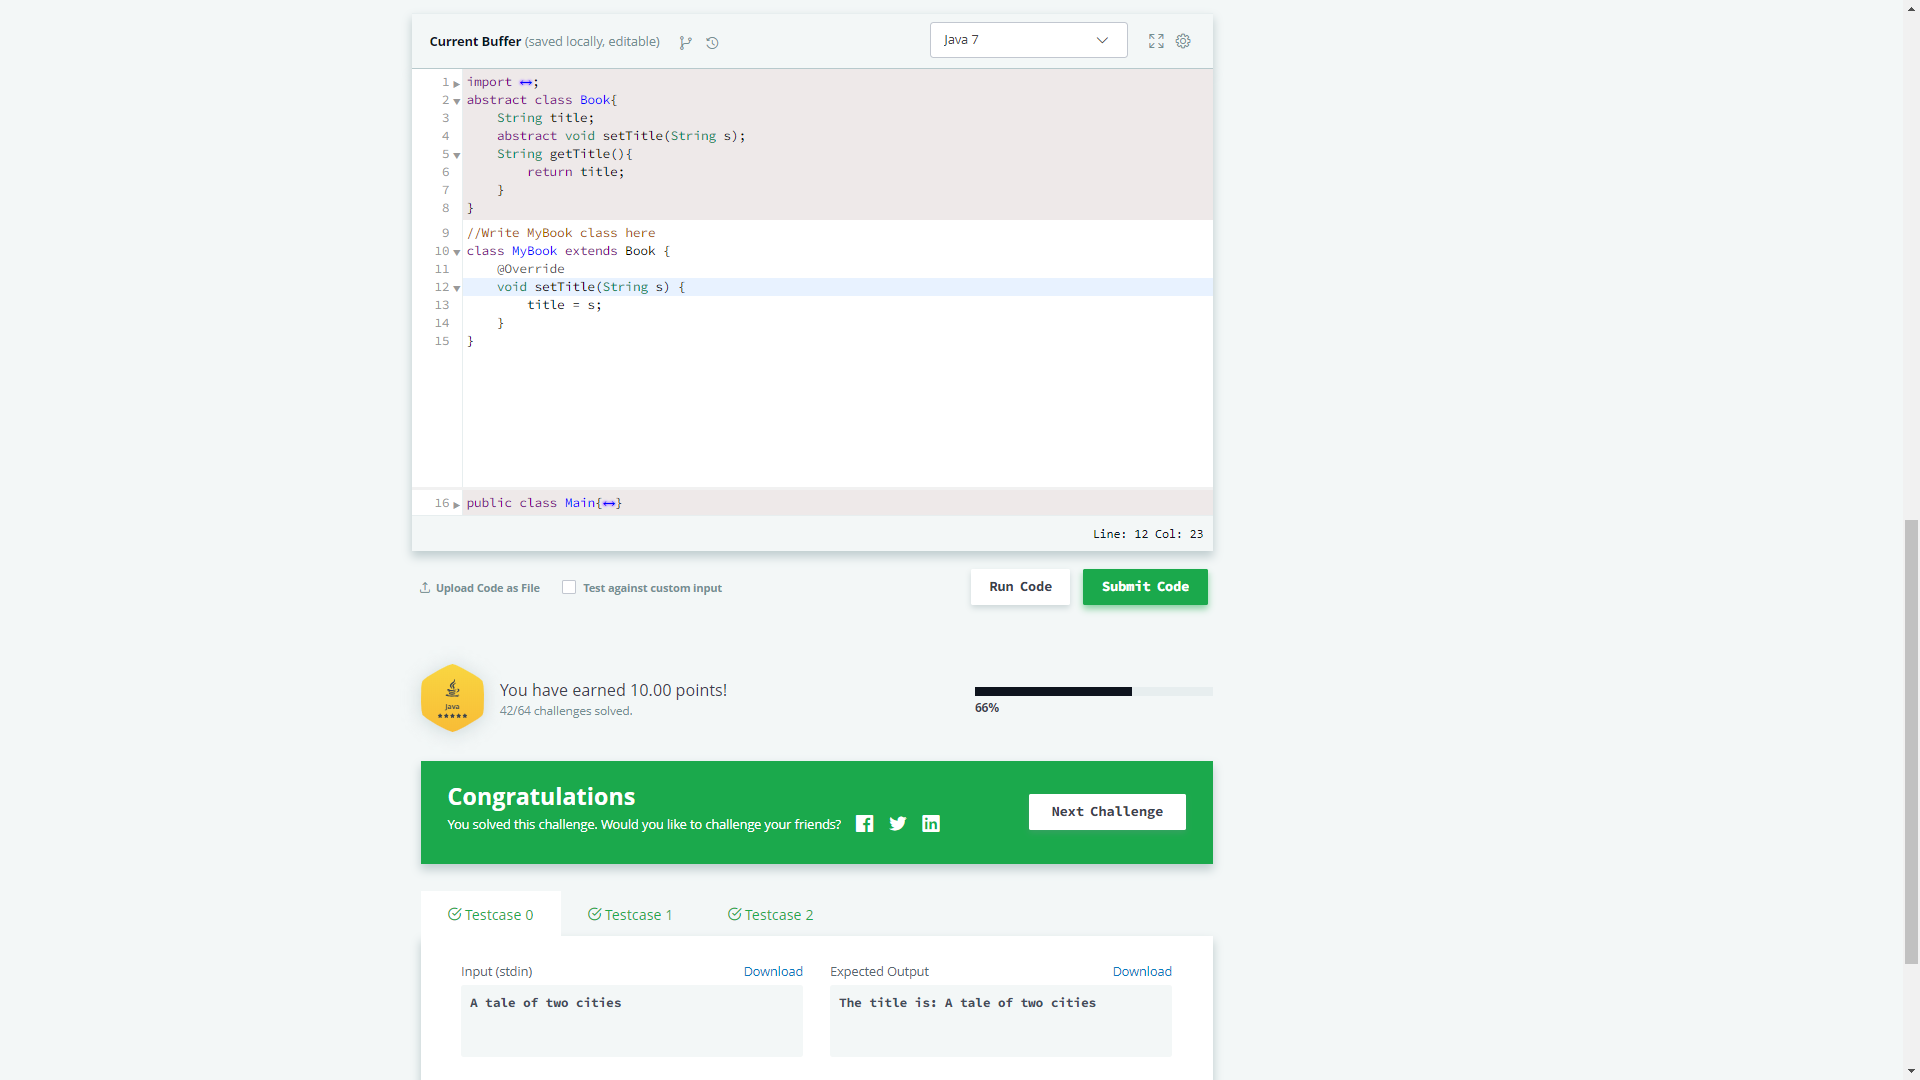 Current Buffer (saved locally, editable)
Java 7
1 import ↔;
2 abstract class Book{
3 String title;
4 abstract void setTitle(String s);
5 String getTitle(){
6 return title;
7 }
8 }
9 //Write MyBook class here
10 class MyBook extends Book {
11 @Override
12 void setTitle(String s) {
13 title = s;
14 }
15 }
16 public class Main{↔}
Line: 12 Col: 23
Upload Code as File
Test against custom input
Run Code
Submit Code
Java
★★★★★
You have earned 10.00 points!
42/64 challenges solved.
66%
Congratulations
You solved this challenge. Would you like to challenge your friends?
Next Challenge
Testcase 0
Testcase 1
Testcase 2
Input (stdin)
Download
Expected Output
Download
A tale of two cities
The title is: A tale of two cities